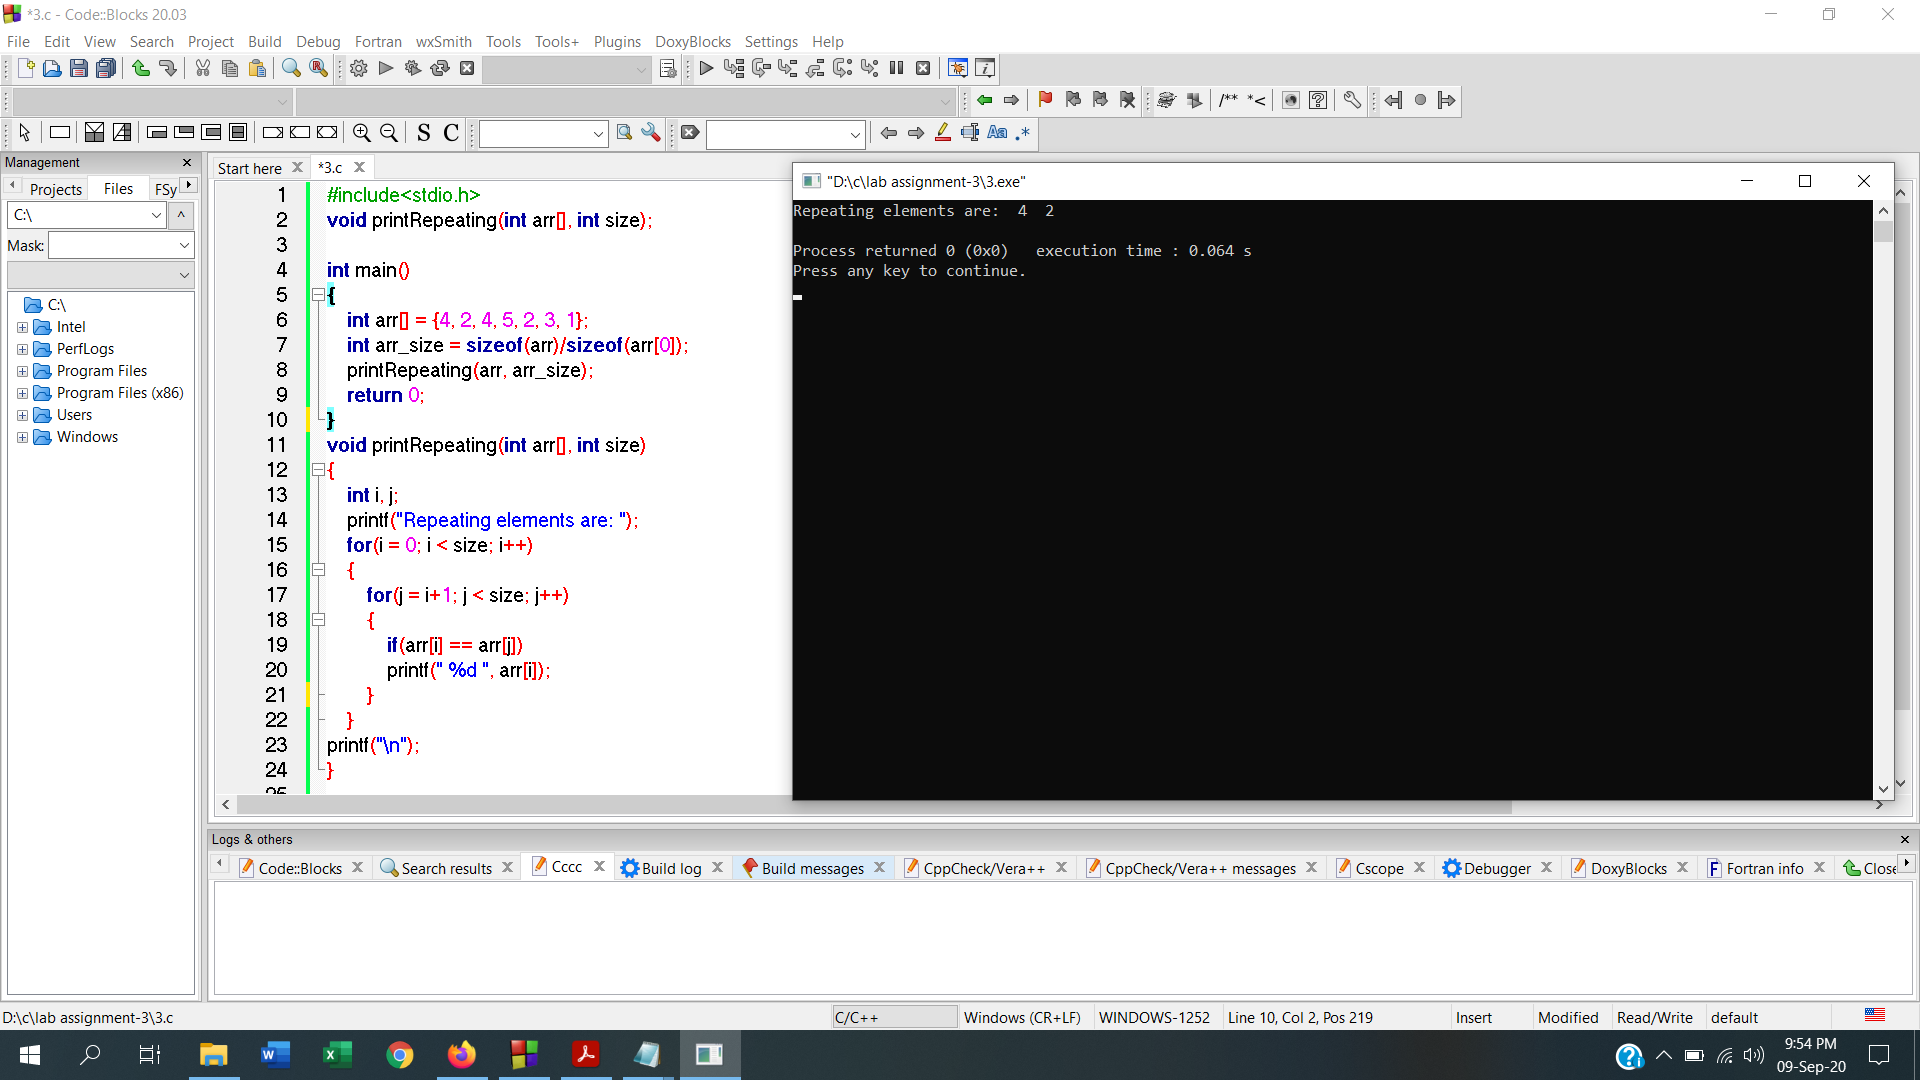 *3.c - Code::Blocks 20.03
File Edit View Search Project Build Debug Fortran wxSmith Tools Tools+ Plugins DoxyBlocks Settings Help
/** *<
S C
Aa .*
Management
Projects Files FSy
C:\
Mask:
C:\
Intel
PerfLogs
Program Files
Program Files (x86)
Users
Windows
Start here *3.c
1 #include<stdio.h>
2 void printRepeating(int arr[], int size);
3
4 int main()
5 {
6 int arr[] = {4, 2, 4, 5, 2, 3, 1};
7 int arr_size = sizeof(arr)/sizeof(arr[0]);
8 printRepeating(arr, arr_size);
9 return 0;
10 }
11 void printRepeating(int arr[], int size)
12 {
13 int i, j;
14 printf("Repeating elements are: ");
15 for(i = 0; i < size; i++)
16 {
17 for(j = i+1; j < size; j++)
18 {
19 if(arr[i] == arr[j])
20 printf(" %d ", arr[i]);
21 }
22 }
23 printf("\n");
24 }
25
"D:\c\lab assignment-3\3.exe"
Repeating elements are:  4  2
Process returned 0 (0x0)   execution time : 0.064 s
Press any key to continue.
Logs & others
Code::Blocks Search results Cccc Build log Build messages CppCheck/Vera++ CppCheck/Vera++ messages Cscope Debugger DoxyBlocks Fortran info Close
D:\c\lab assignment-3\3.c C/C++ Windows (CR+LF) WINDOWS-1252 Line 10, Col 2, Pos 219 Insert Modified Read/Write default
9:54 PM
09-Sep-20